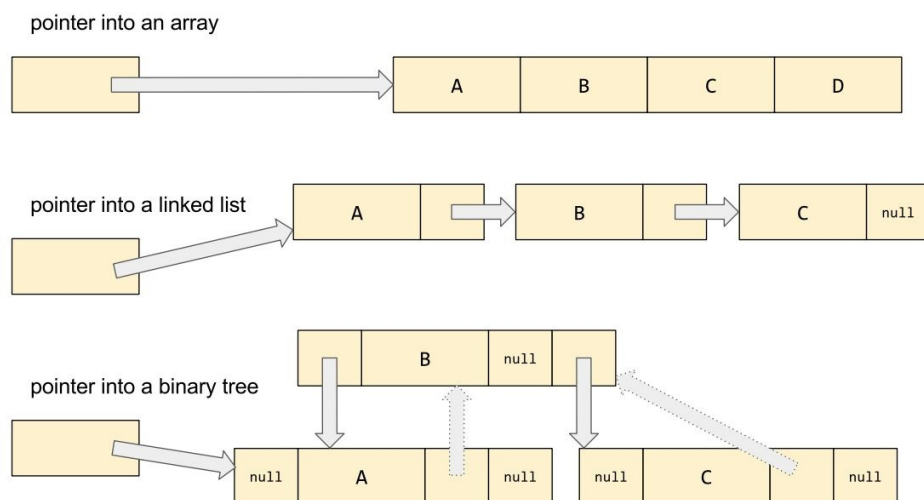 pointer into an array
A B C D
pointer into a linked list
A B C null
B null
pointer into a binary tree
null A null null C null